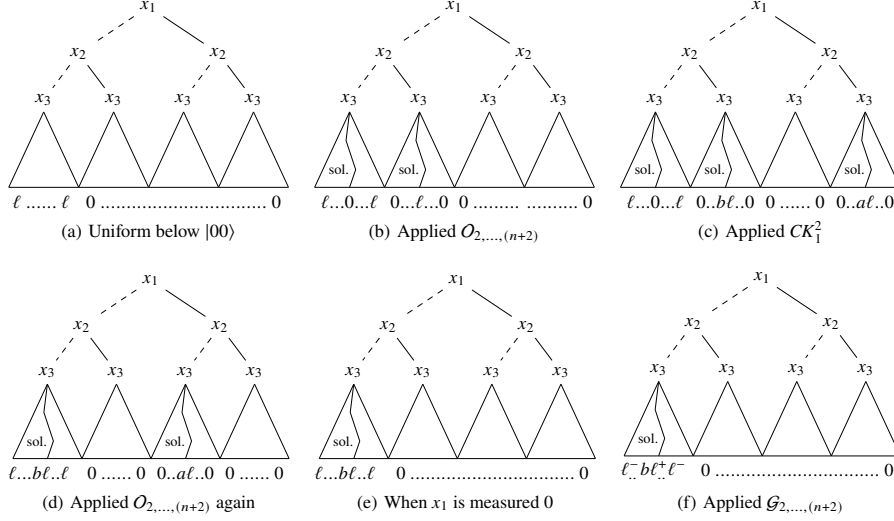 x₁ x₁ x₁
x₂ x₂ x₂ x₂ x₂ x₂
x₃ x₃ x₃ x₃ x₃ x₃ x₃ x₃ x₃ x₃ x₃ x₃
sol. sol. sol. sol. sol.
ℓ ...... ℓ 0 ............................. 0 ℓ...0...ℓ 0...ℓ...0 0 ......... .......... 0 ℓ...0...ℓ 0..bℓ..0 0 ...... 0 0..aℓ..0
(a) Uniform below |00⟩ (b) Applied O₂,...,(n+2) (c) Applied CK₁²
x₁ x₁ x₁
x₂ x₂ x₂ x₂ x₂ x₂
x₃ x₃ x₃ x₃ x₃ x₃ x₃ x₃ x₃ x₃ x₃ x₃
sol. sol. sol. sol.
ℓ...bℓ..ℓ 0 ...... 0 0..aℓ..0 0 ...... 0 ℓ...bℓ..ℓ 0 ............................. 0 ℓ⁻..bℓ⁺..ℓ⁻ 0 ............................. 0
(d) Applied O₂,...,(n+2) again (e) When x₁ is measured 0 (f) Applied G₂,...,(n+2)